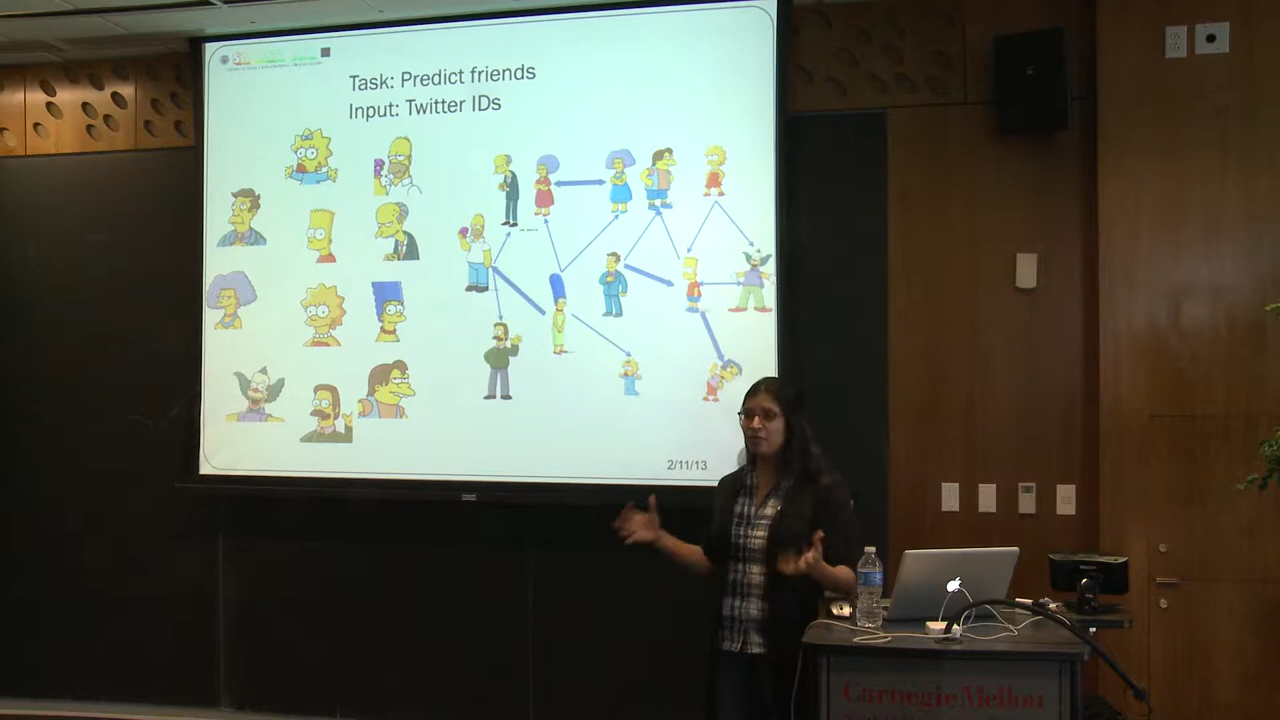 Task: Predict friends
Input: Twitter IDs
2/11/13
Carnegie Mellon